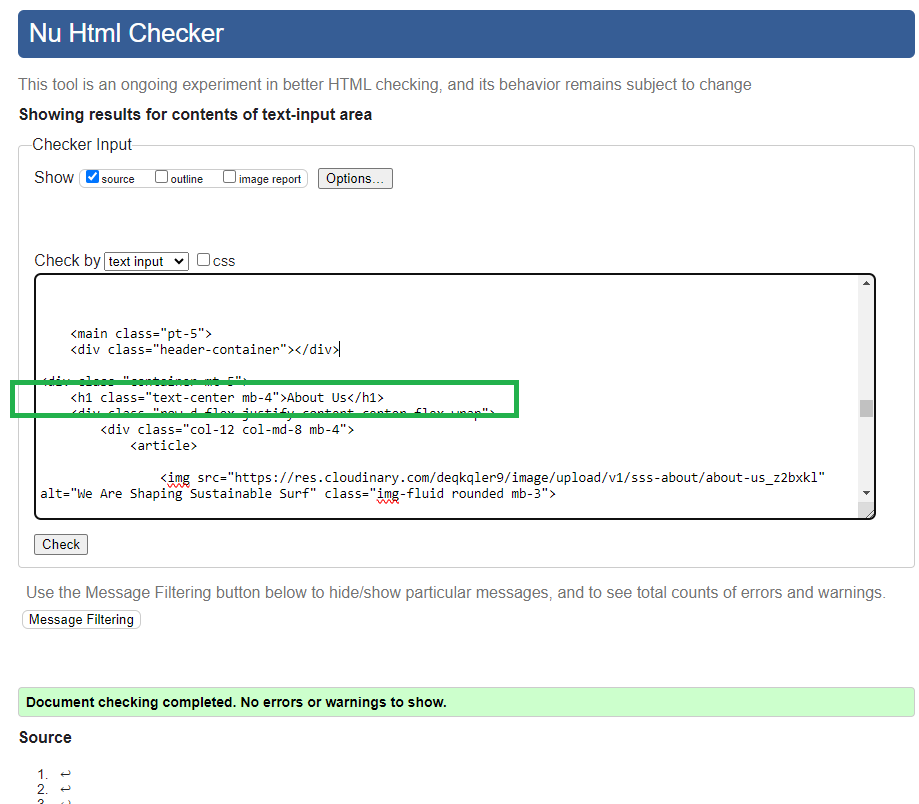 Nu Html Checker
This tool is an ongoing experiment in better HTML checking, and its behavior remains subject to change
Showing results for contents of text-input area
Checker Input
Show source outline image report Options...
Check by text input css
<main class="pt-5">
<div class="header-container"></div>
<div class="container mt-5">
<h1 class="text-center mb-4">About Us</h1>
<div class="row d-flex justify-content-center flex-wrap">
<div class="col-12 col-md-8 mb-4">
<article>
<img src="https://res.cloudinary.com/deqkqler9/image/upload/v1/sss-about/about-us_z2bxkl"
alt="We Are Shaping Sustainable Surf" class="img-fluid rounded mb-3">
Check
Use the Message Filtering button below to hide/show particular messages, and to see total counts of errors and warnings.
Message Filtering
Document checking completed. No errors or warnings to show.
Source
1. ↩
2. ↩
3. ↩